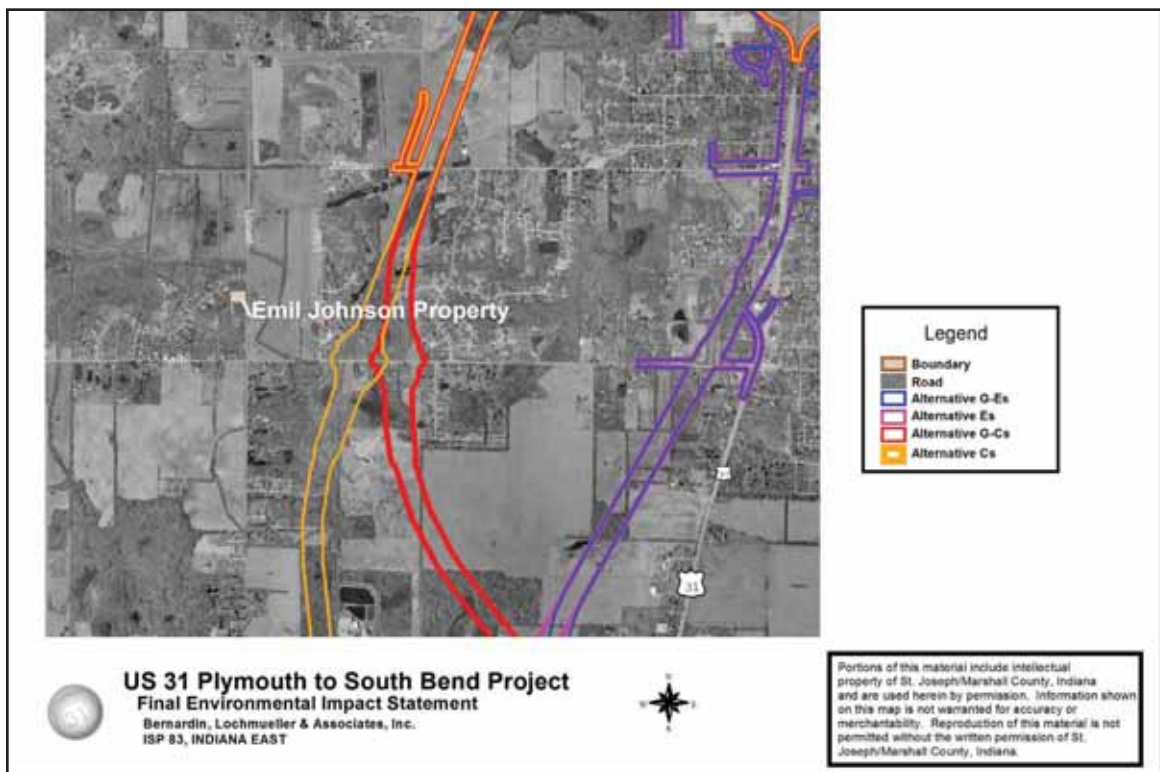 Emil Johnson Property
31
Legend
Boundary
Road
Alternative G-Es
Alternative Es
Alternative G-Cs
Alternative Cs
US 31 Plymouth to South Bend Project
Final Environmental Impact Statement
Bernardin, Lochmueller & Associates, Inc.
ISP 83, INDIANA EAST
N
W
E
S
Portions of this material include intellectual
property of St. Joseph/Marshall County, Indiana
and are used herein by permission. Information shown
on this map is not warranted for accuracy or
merchantability. Reproduction of this material is not
permitted without the written permission of St.
Joseph/Marshall County, Indiana.